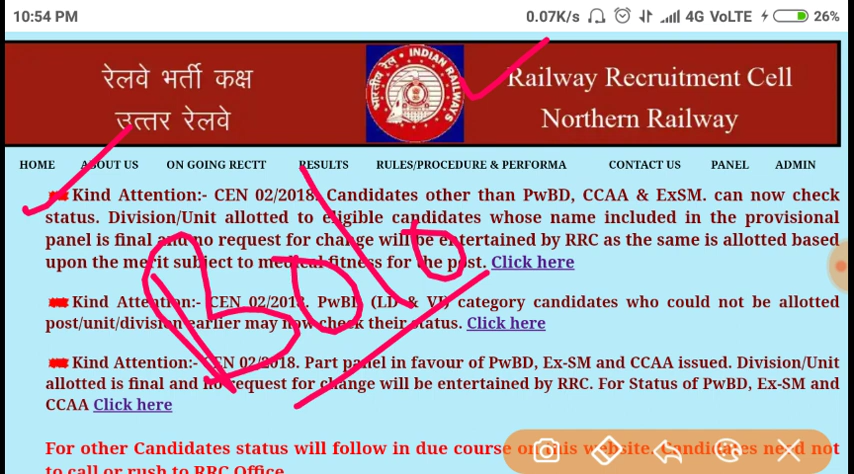 10:54 PM 0.07K/s 4G VoLTE 26%
रेलवे भर्ती कक्ष
उत्तर रेलवे
भारतीय रेल INDIAN RAILWAYS
Railway Recruitment Cell
Northern Railway
HOME ABOUT US ON GOING RECTT RESULTS RULES/PROCEDURE & PERFORMA CONTACT US PANEL ADMIN
Kind Attention:- CEN 02/2018. Candidates other than PwBD, CCAA & ExSM. can now check
status. Division/Unit allotted to eligible candidates whose name included in the provisional
panel is final and no request for change will be entertained by RRC as the same is allotted based
upon the merit subject to medical fitness for the post. Click here
Kind Attention:- CEN 02/2018. PwBD (LD & VI) category candidates who could not be allotted
post/unit/division earlier may now check their status. Click here
Kind Attention:- CEN 02/2018. Part panel in favour of PwBD, Ex-SM and CCAA issued. Division/Unit
allotted is final and no request for change will be entertained by RRC. For Status of PwBD, Ex-SM and
CCAA Click here
For other Candidates status will follow in due course on this website. Candidates need not
to call or rush to RRC Office.